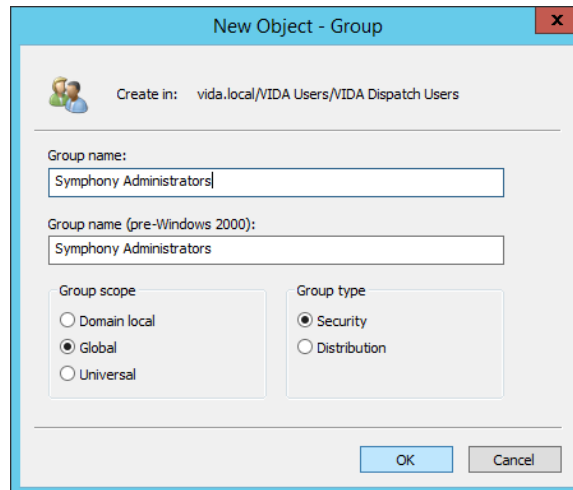 New Object - Group
x
Create in: vida.local/VIDA Users/VIDA Dispatch Users
Group name:
Symphony Administrators
Group name (pre-Windows 2000):
Symphony Administrators
Group scope
Domain local
Global
Universal
Group type
Security
Distribution
OK
Cancel